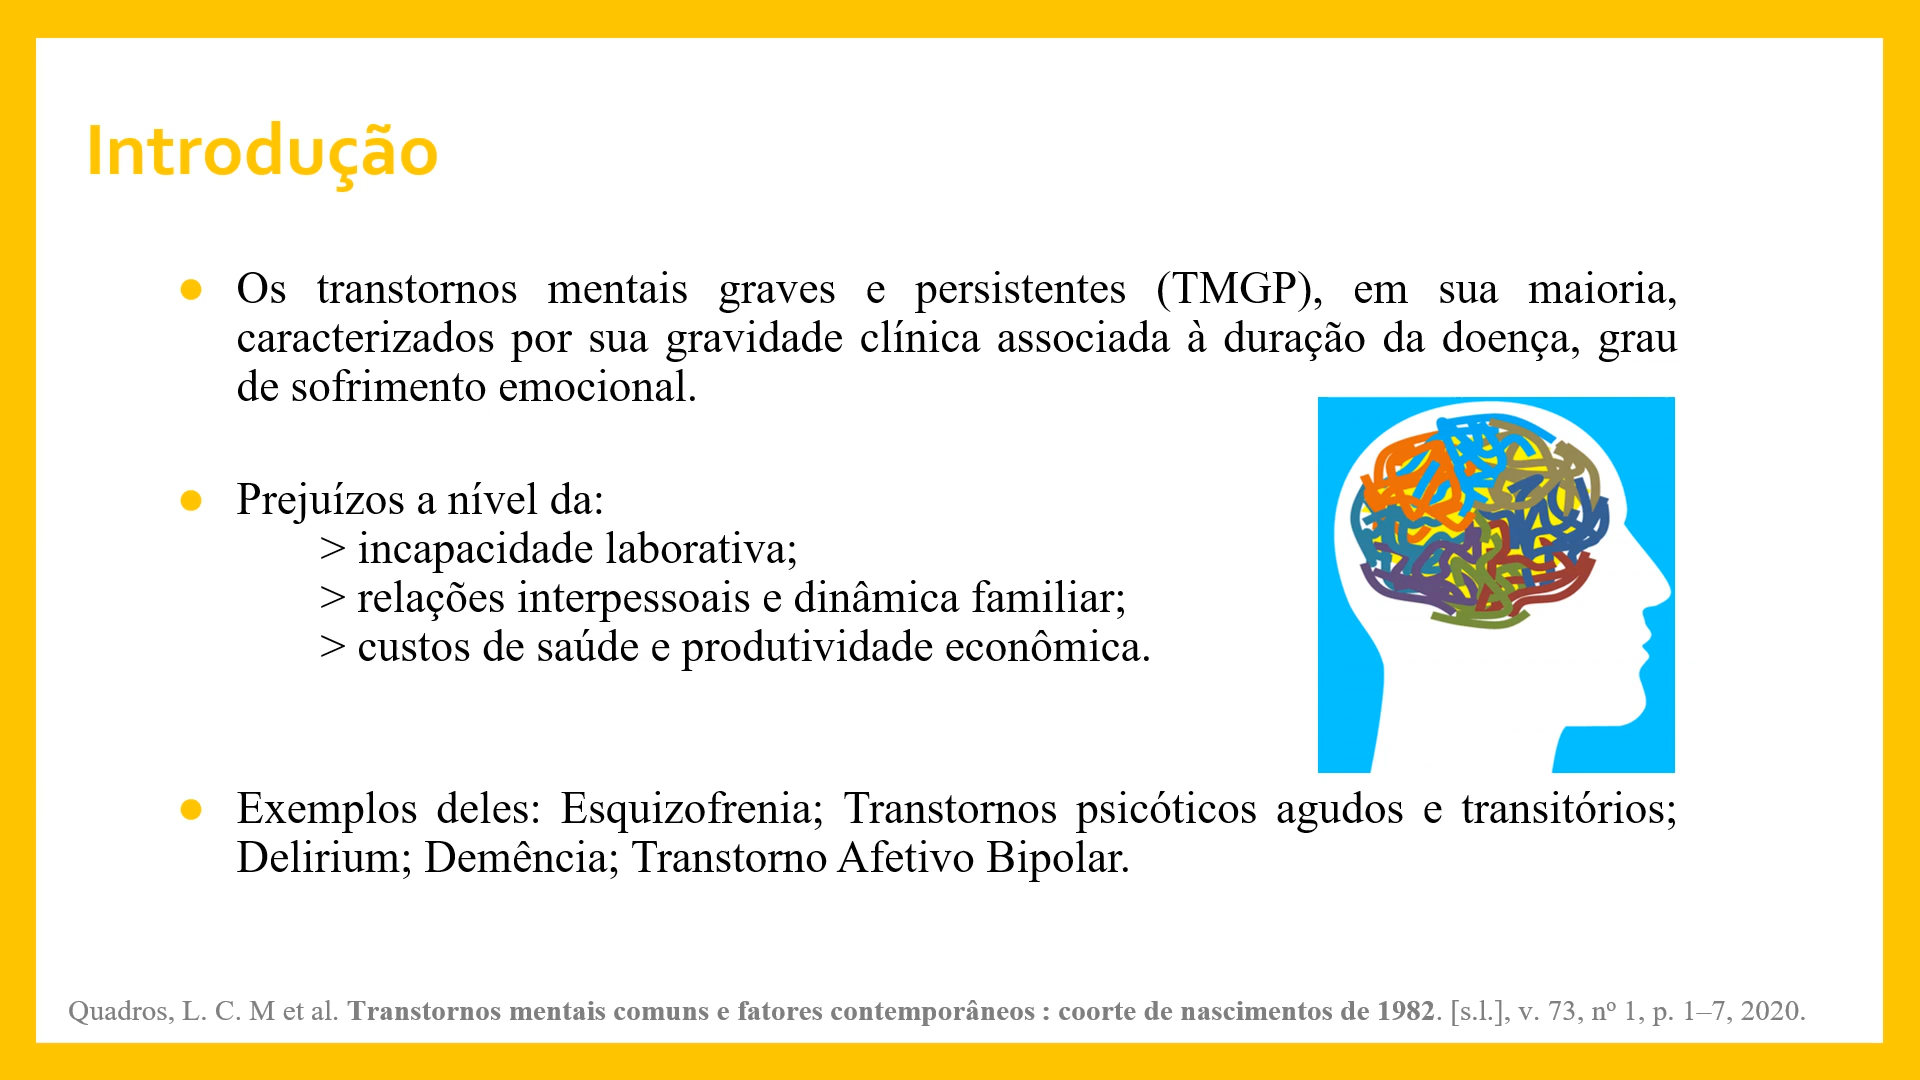 Introdução
● Os transtornos mentais graves e persistentes (TMGP), em sua maioria,
caracterizados por sua gravidade clínica associada à duração da doença, grau
de sofrimento emocional.
● Prejuízos a nível da:
> incapacidade laborativa;
> relações interpessoais e dinâmica familiar;
> custos de saúde e produtividade econômica.
● Exemplos deles: Esquizofrenia; Transtornos psicóticos agudos e transitórios;
Delirium; Demência; Transtorno Afetivo Bipolar.
Quadros, L. C. M et al. Transtornos mentais comuns e fatores contemporâneos : coorte de nascimentos de 1982. [s.l.], v. 73, nº 1, p. 1–7, 2020.